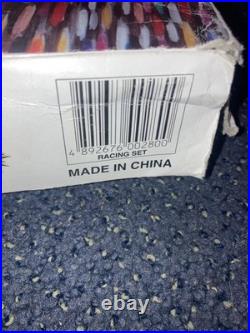 4 892676 002800
RACING SET
MADE IN CHINA